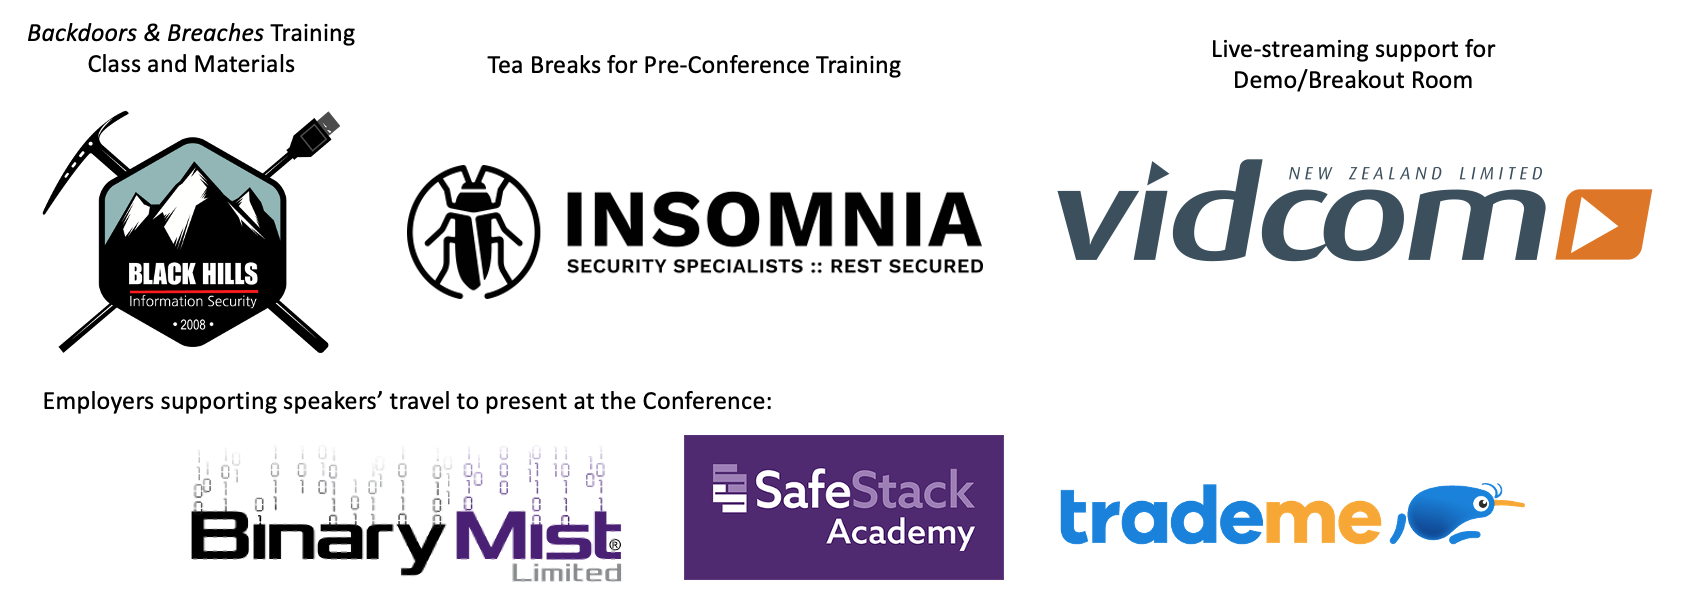 Backdoors & Breaches Training
Class and Materials
Tea Breaks for Pre-Conference Training
Live-streaming support for
Demo/Breakout Room
BLACK HILLS
Information Security
• 2008 •
INSOMNIA
SECURITY SPECIALISTS :: REST SECURED
NEW ZEALAND LIMITED
vidcom
Employers supporting speakers’ travel to present at the Conference:
BinaryMist®
Limited
SafeStack
Academy
trademe